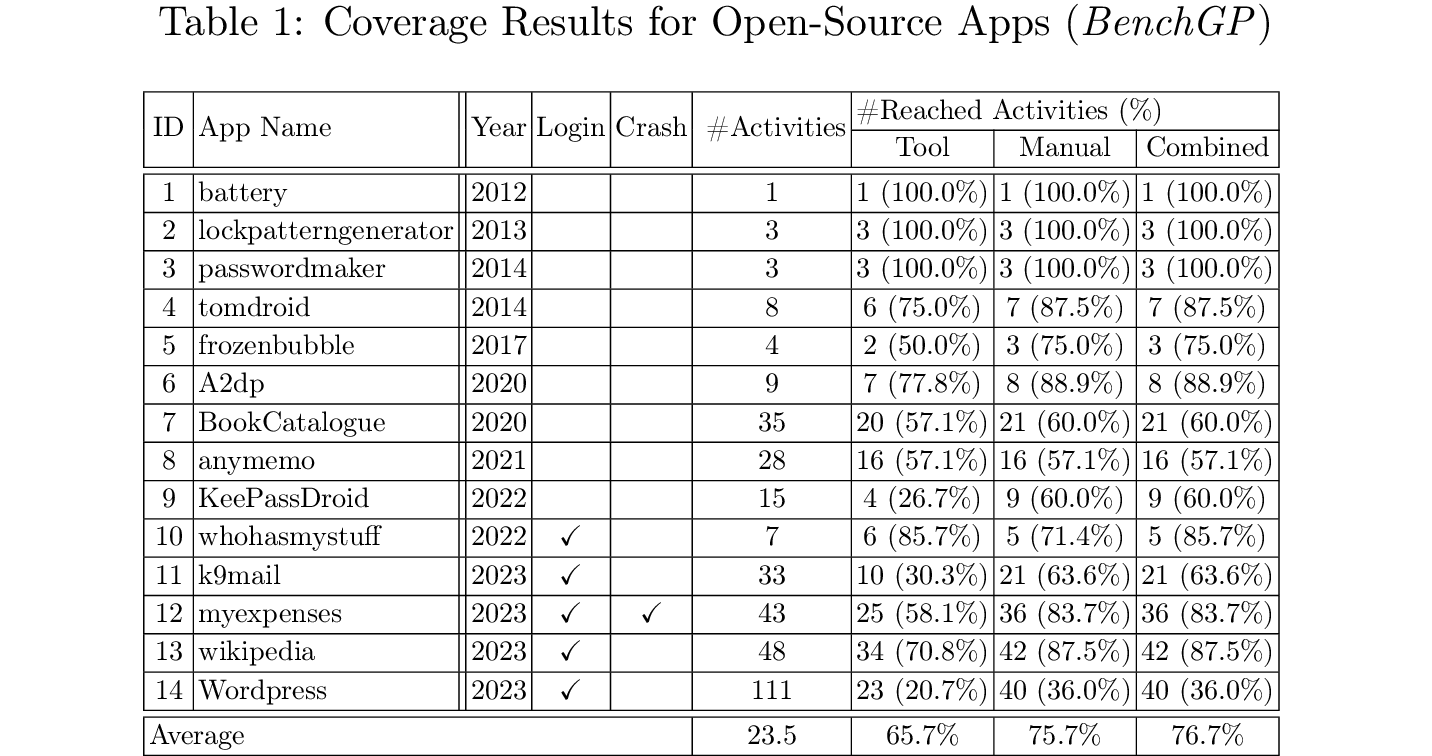 Table 1: Coverage Results for Open-Source Apps (BenchGP)
ID App Name Year Login Crash #Activities #Reached Activities (%)
Tool Manual Combined
1 battery 2012 1 1 (100.0%) 1 (100.0%) 1 (100.0%)
2 lockpatterngenerator 2013 3 3 (100.0%) 3 (100.0%) 3 (100.0%)
3 passwordmaker 2014 3 3 (100.0%) 3 (100.0%) 3 (100.0%)
4 tomdroid 2014 8 6 (75.0%) 7 (87.5%) 7 (87.5%)
5 frozenbubble 2017 4 2 (50.0%) 3 (75.0%) 3 (75.0%)
6 A2dp 2020 9 7 (77.8%) 8 (88.9%) 8 (88.9%)
7 BookCatalogue 2020 35 20 (57.1%) 21 (60.0%) 21 (60.0%)
8 anymemo 2021 28 16 (57.1%) 16 (57.1%) 16 (57.1%)
9 KeePassDroid 2022 15 4 (26.7%) 9 (60.0%) 9 (60.0%)
10 whohasmystuff 2022 ✓ 7 6 (85.7%) 5 (71.4%) 5 (85.7%)
11 k9mail 2023 ✓ 33 10 (30.3%) 21 (63.6%) 21 (63.6%)
12 myexpenses 2023 ✓ ✓ 43 25 (58.1%) 36 (83.7%) 36 (83.7%)
13 wikipedia 2023 ✓ 48 34 (70.8%) 42 (87.5%) 42 (87.5%)
14 Wordpress 2023 ✓ 111 23 (20.7%) 40 (36.0%) 40 (36.0%)
Average 23.5 65.7% 75.7% 76.7%